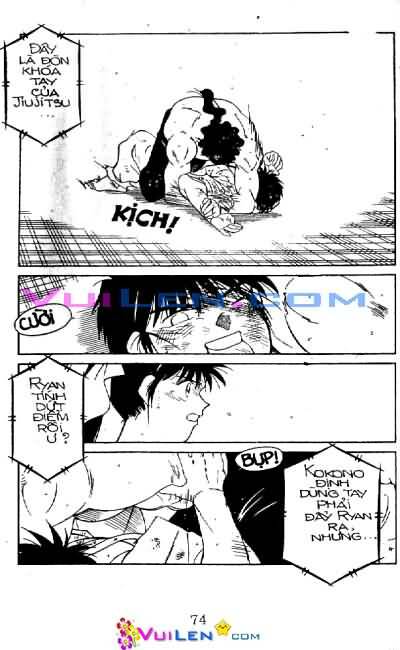 ĐÂY
LÀ ĐÒN
KHÓA
TAY
CỦA
JIUJITSU
...
KỊCH!
VUILEN.COM
CƯỜI
RYAN
TÍNH
DỨT
ĐIỂM
RỒI
Ư?
BỤP!
KOKONO
ĐỊNH
DÙNG TAY
PHẢI
ĐẨY RYAN
RA,
NHƯNG...
74
VUILEN.COM